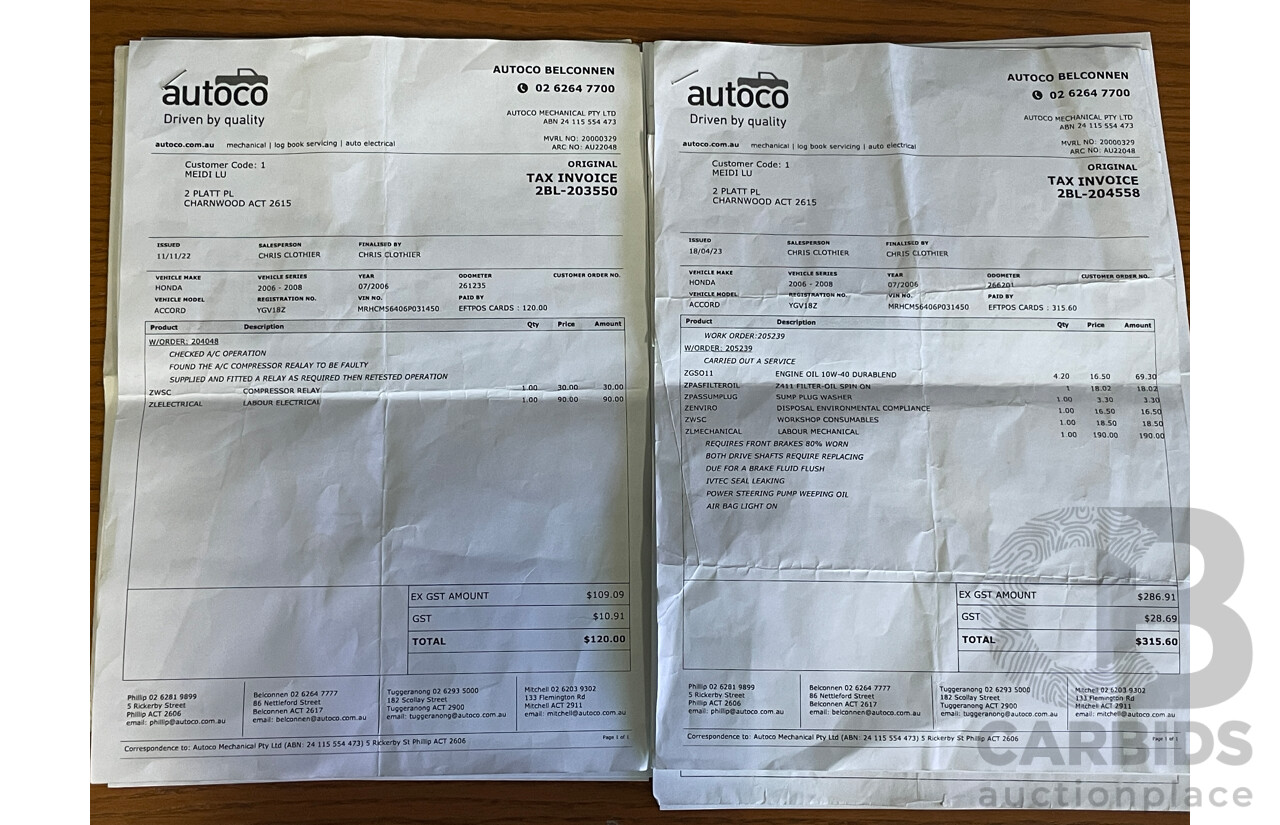 autoco
Driven by quality
AUTOCO BELCONNEN
02 6264 7700
AUTOCO MECHANICAL PTY LTD
ABN 24 115 554 473
MVRL NO: 20000329
ARC NO: AU22048
autoco.com.au mechanical | log book servicing | auto electrical
Customer Code: 1
MEIDI LU
2 PLATT PL
CHARNWOOD ACT 2615
ORIGINAL
TAX INVOICE
2BL-203550
ISSUED SALESPERSON FINALISED BY
11/11/22 CHRIS CLOTHIER CHRIS CLOTHIER
VEHICLE MAKE VEHICLE SERIES YEAR ODOMETER CUSTOMER ORDER NO.
HONDA 2006 - 2008 07/2006 261235
VEHICLE MODEL REGISTRATION NO. VIN NO. PAID BY
ACCORD YGV18Z MRHCM56406P031450 EFTPOS CARDS : 120.00
Product Description Qty Price Amount
W/ORDER: 204048
CHECKED A/C OPERATION
FOUND THE A/C COMPRESSOR REALAY TO BE FAULTY
SUPPLIED AND FITTED A RELAY AS REQUIRED THEN RETESTED OPERATION
ZWSC COMPRESSOR RELAY 1.00 30.00 30.00
ZLELECTRICAL LABOUR ELECTRICAL 1.00 90.00 90.00
EX GST AMOUNT $109.09
GST $10.91
TOTAL $120.00
Phillip 02 6281 9899
5 Rickerby Street
Phillip ACT 2606
email: phillip@autoco.com.au
Belconnen 02 6264 7777
86 Nettleford Street
Belconnen ACT 2617
email: belconnen@autoco.com.au
Tuggeranong 02 6293 5000
182 Scollay Street
Tuggeranong ACT 2900
email: tuggeranong@autoco.com.au
Mitchell 02 6203 9302
133 Flemington Rd
Mitchell ACT 2911
email: mitchell@autoco.com.au
Correspondence to: Autoco Mechanical Pty Ltd (ABN: 24 115 554 473) 5 Rickerby St Phillip ACT 2606
Page 1 of 1
autoco
Driven by quality
AUTOCO BELCONNEN
02 6264 7700
AUTOCO MECHANICAL PTY LTD
ABN 24 115 554 473
MVRL NO: 20000329
ARC NO: AU22048
autoco.com.au mechanical | log book servicing | auto electrical
Customer Code: 1
MEIDI LU
2 PLATT PL
CHARNWOOD ACT 2615
ORIGINAL
TAX INVOICE
2BL-204558
ISSUED SALESPERSON FINALISED BY
18/04/23 CHRIS CLOTHIER CHRIS CLOTHIER
VEHICLE MAKE VEHICLE SERIES YEAR ODOMETER CUSTOMER ORDER NO.
HONDA 2006 - 2008 07/2006 266201
VEHICLE MODEL REGISTRATION NO. VIN NO. PAID BY
ACCORD YGV18Z MRHCM56406P031450 EFTPOS CARDS : 315.60
Product Description Qty Price Amount
WORK ORDER:205239
W/ORDER: 205239
CARRIED OUT A SERVICE
ZGSO11 ENGINE OIL 10W-40 DURABLEND 4.20 16.50 69.30
ZPASFILTEROIL Z411 FILTER-OIL SPIN ON 1 18.02 18.02
ZPASSUMPLUG SUMP PLUG WASHER 1.00 3.30 3.30
ZENVIRO DISPOSAL ENVIRONMENTAL COMPLIANCE 1.00 16.50 16.50
ZWSC WORKSHOP CONSUMABLES 1.00 18.50 18.50
ZLMECHANICAL LABOUR MECHANICAL 1.00 190.00 190.00
REQUIRES FRONT BRAKES 80% WORN
BOTH DRIVE SHAFTS REQUIRE REPLACING
DUE FOR A BRAKE FLUID FLUSH
IVTEC SEAL LEAKING
POWER STEERING PUMP WEEPING OIL
AIR BAG LIGHT ON
EX GST AMOUNT $286.91
GST $28.69
TOTAL $315.60
Phillip 02 6281 9899
5 Rickerby Street
Phillip ACT 2606
email: phillip@autoco.com.au
Belconnen 02 6264 7777
86 Nettleford Street
Belconnen ACT 2617
email: belconnen@autoco.com.au
Tuggeranong 02 6293 5000
182 Scollay Street
Tuggeranong ACT 2900
email: tuggeranong@autoco.com.au
Mitchell 02 6203 9302
133 Flemington Rd
Mitchell ACT 2911
email: mitchell@autoco.com.au
Correspondence to: Autoco Mechanical Pty Ltd (ABN: 24 115 554 473) 5 Rickerby St Phillip ACT 2606
Page 1 of 1
CB
CARBIDS
auctionplace